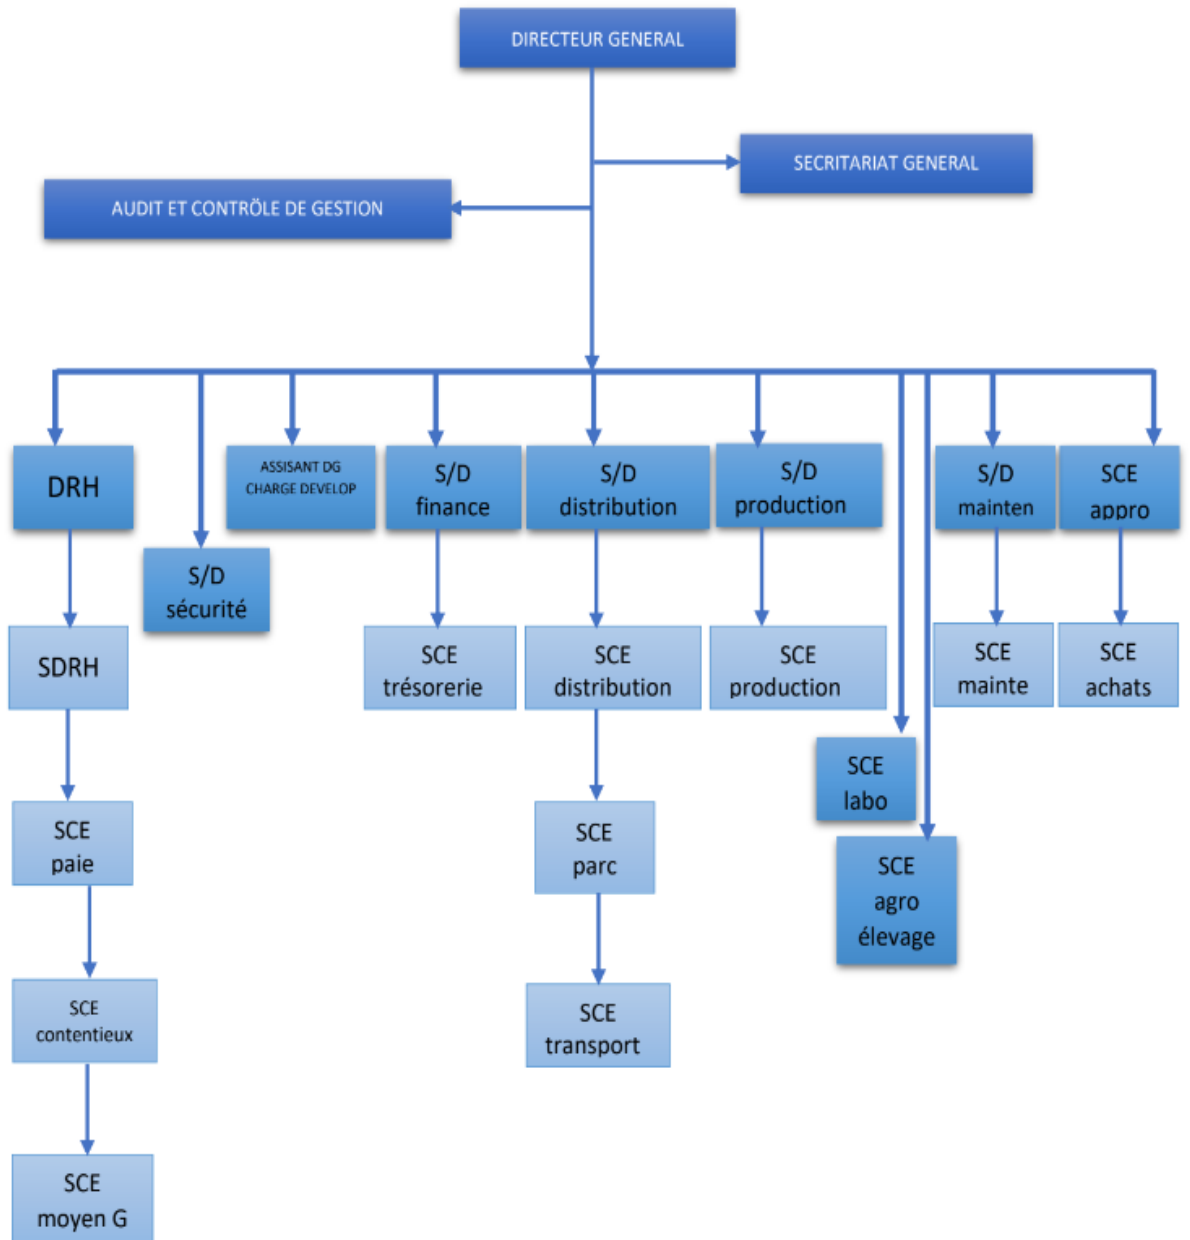 DIRECTEUR GENERAL
SECRITARIAT GENERAL
AUDIT ET CONTRÖLE DE GESTION
DRH
S/D
sécurité
ASSISANT DG
CHARGE DEVELOP
S/D
finance
S/D
distribution
S/D
production
S/D
mainten
SCE
appro
SDRH
SCE
trésorerie
SCE
distribution
SCE
production
SCE
mainte
SCE
achats
SCE
labo
SCE
paie
SCE
parc
SCE
agro
élevage
SCE
contentieux
SCE
transport
SCE
moyen G